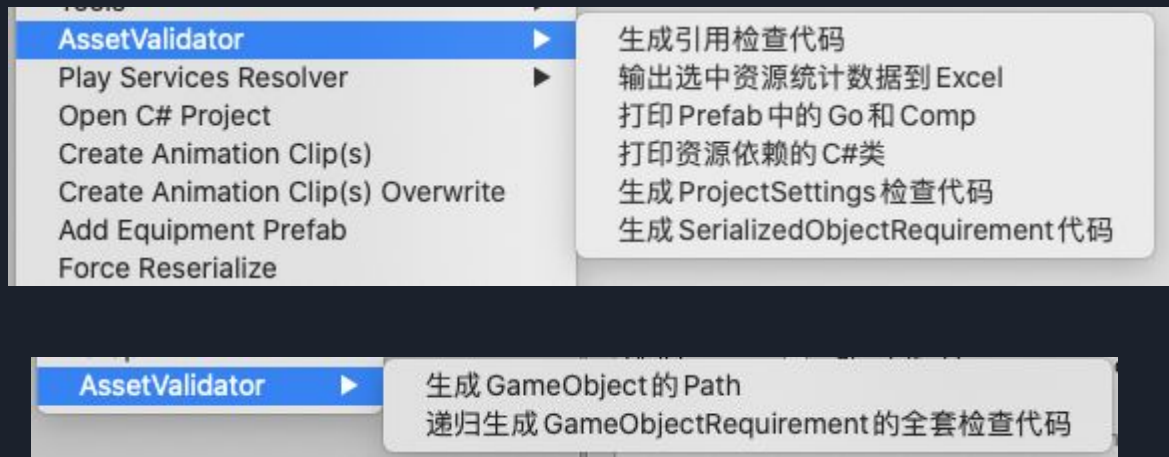 Tools
AssetValidator
生成引用检查代码
Play Services Resolver
输出选中资源统计数据到Excel
Open C# Project
打印Prefab中的Go和Comp
Create Animation Clip(s)
打印资源依赖的C#类
Create Animation Clip(s) Overwrite
生成ProjectSettings检查代码
Add Equipment Prefab
生成SerializedObjectRequirement代码
Force Reserialize
AssetValidator
生成GameObject的Path
递归生成GameObjectRequirement的全套检查代码